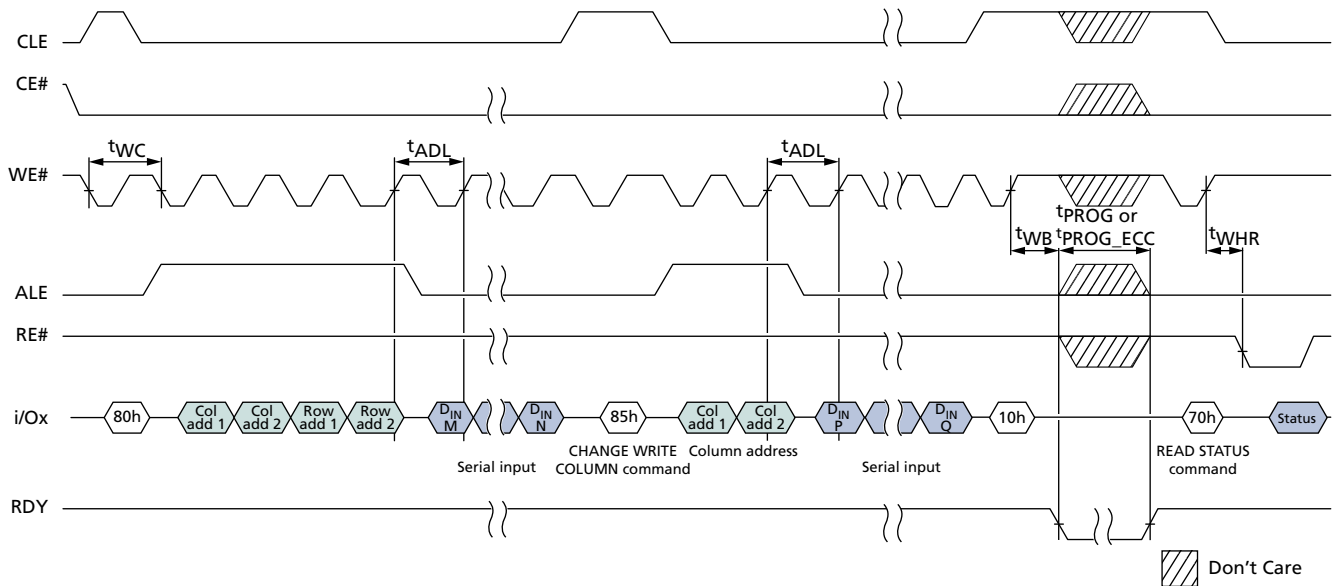 CLE
CE#
tWC
tADL
tADL
WE#
tPROG or
tWB
tPROG_ECC
tWHR
ALE
RE#
i/Ox
80h
Col add 1
Col add 2
Row add 1
Row add 2
DIN M
DIN N
85h
Col add 1
Col add 2
DIN P
DIN Q
10h
70h
Status
Serial input
CHANGE WRITE
COLUMN command
Column address
Serial input
READ STATUS
command
RDY
Don't Care